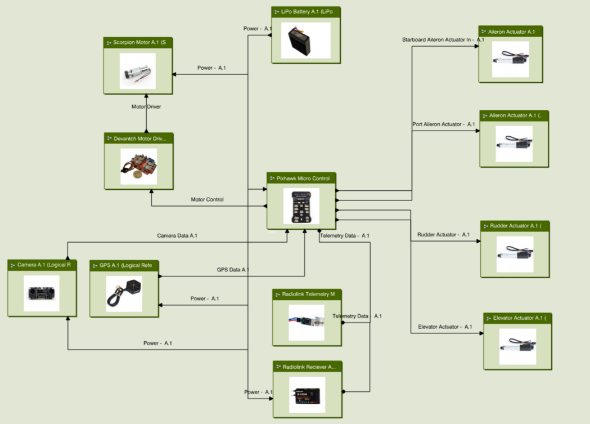 LiPo Battery A.1 (LiPo
Power - A.1
Aileron Actuator A.1
Scorpion Motor A.1 (S
Starboard Aileron Actuator In - A.1
Power - A.1
Motor Driver
Aileron Actuator A.1 (.
Port Aileron Actuator - A.1
Devantech Motor Driv...
Pixhawk Micro Control
Motor Control
Rudder Actuator A.1 (
Camera Data A.1
Telemetry Data - A.1
Rudder Actuator - A.1
Camera A.1 (Logical R
GPS A.1 (Logical Refe
GPS Data A.1
Power - A.1
Radiolink Telemetry M
Telemetry Data - A.1
Elevator Actuator A.1 (
Elevator Actuator - A.1
Power - A.1
Radiolink Reciever A...
Power - A.1